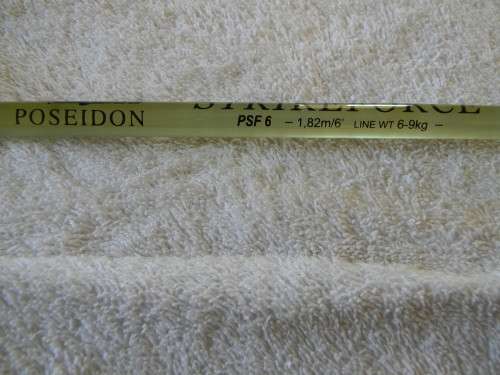 STRIKEFORCE
POSEIDON PSF 6 – 1,82m/6' LINE WT 6-9kg –